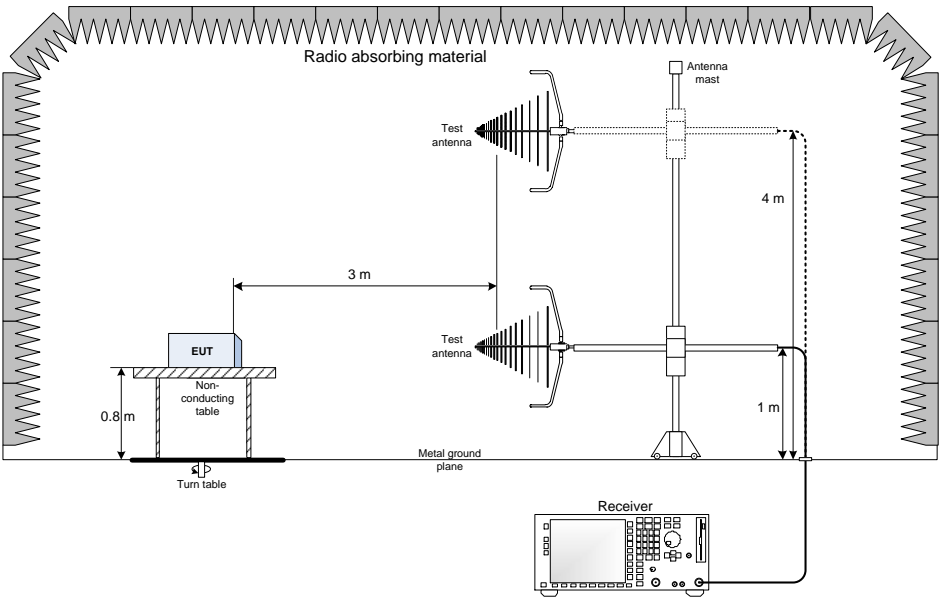 Radio absorbing material
Antenna
mast
Test
antenna
4 m
3 m
Test
antenna
EUT
Non-
conducting
table
0.8 m
1 m
Metal ground
plane
Turn table
Receiver